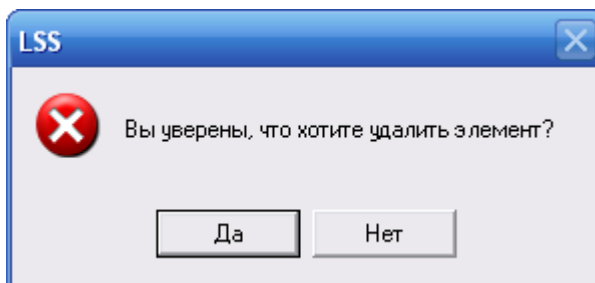 LSS
Вы уверены, что хотите удалить элемент?
Да
Нет